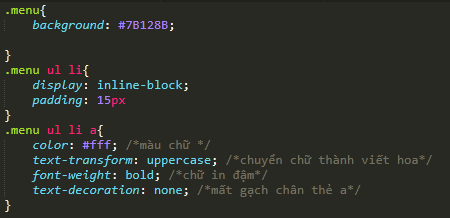 .menu{
background: #7B128B;
}
.menu ul li{
display: inline-block;
padding: 15px
}
.menu ul li a{
color: #fff; /*màu chữ */
text-transform: uppercase; /*chuyển chữ thành viết hoa*/
font-weight: bold; /*chữ in đậm*/
text-decoration: none; /*mất gạch chân thẻ a*/